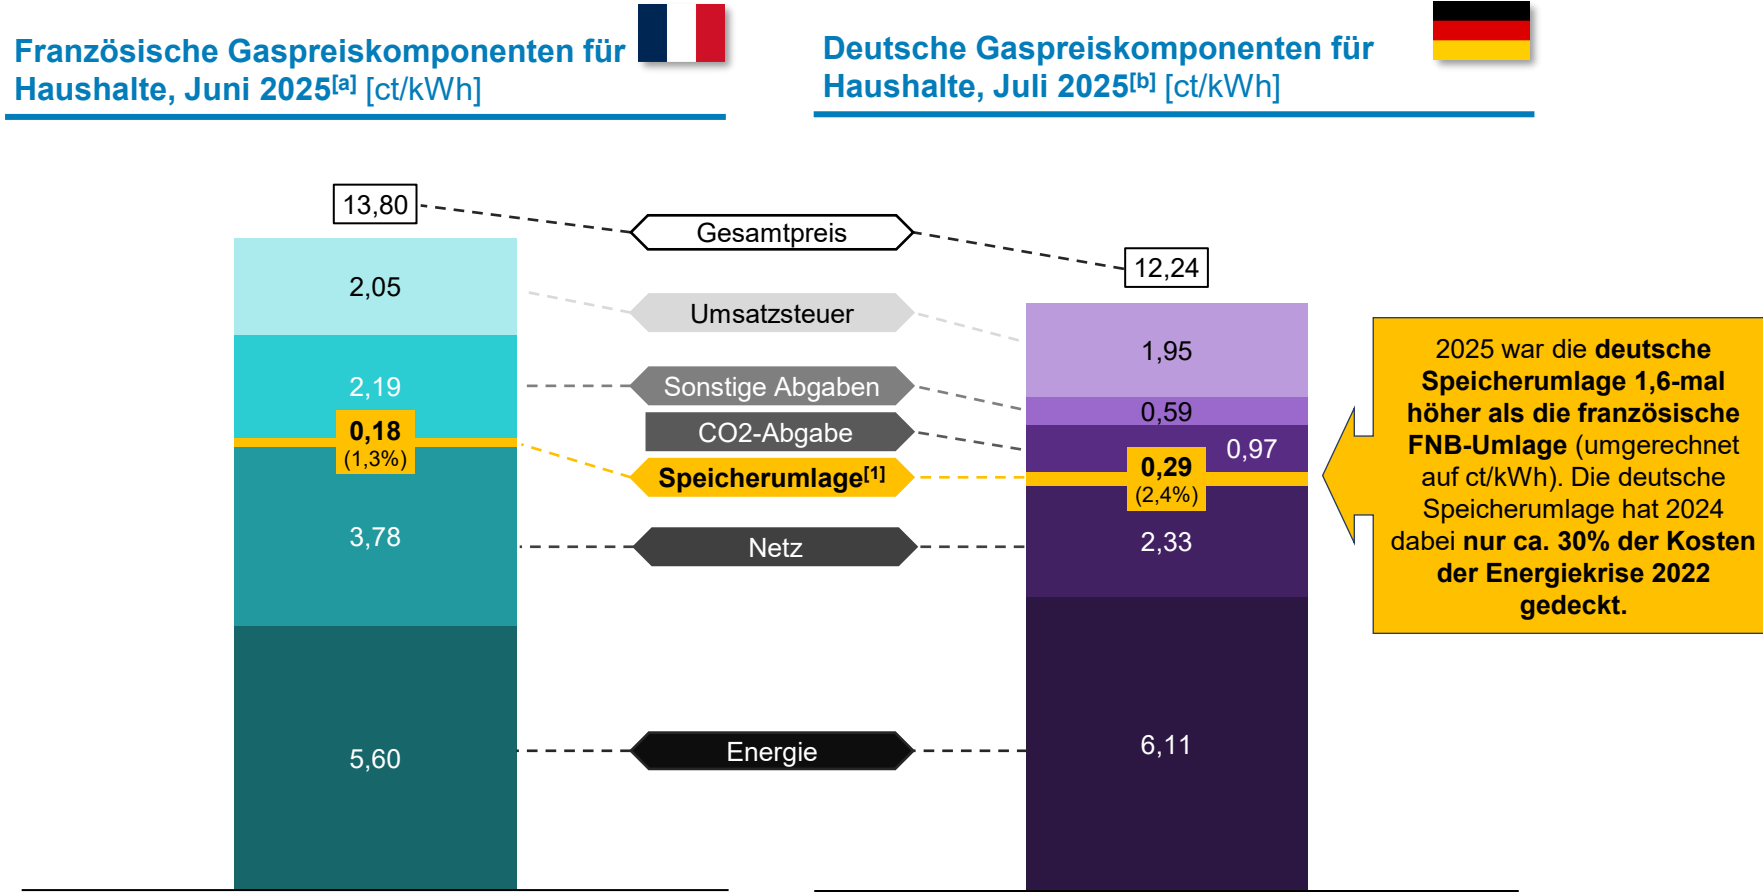 Französische Gaspreiskomponenten für
Haushalte, Juni 2025[a] [ct/kWh]
Deutsche Gaspreiskomponenten für
Haushalte, Juli 2025[b] [ct/kWh]
13,80
2,05
2,19
0,18
(1,3%)
3,78
5,60
Gesamtpreis
Umsatzsteuer
Sonstige Abgaben
CO2-Abgabe
Speicherumlage[1]
Netz
Energie
12,24
1,95
0,59
0,97
0,29
(2,4%)
2,33
6,11
2025 war die deutsche
Speicherumlage 1,6-mal
höher als die französische
FNB-Umlage (umgerechnet
auf ct/kWh). Die deutsche
Speicherumlage hat 2024
dabei nur ca. 30% der Kosten
der Energiekrise 2022
gedeckt.